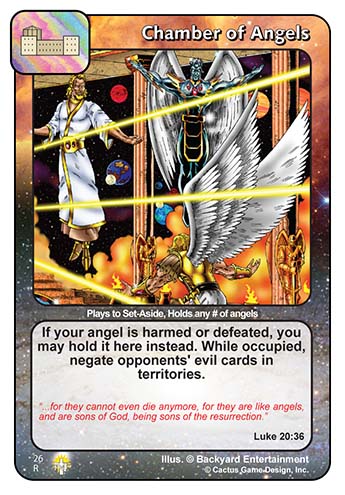 Chamber of Angels
Plays to Set-Aside, Holds any # of angels
If your angel is harmed or defeated, you
may hold it here instead. While occupied,
negate opponents' evil cards in
territories.
"...for they cannot even die anymore, for they are like angels,
and are sons of God, being sons of the resurrection."
Luke 20:36
26
R
Illus. © Backyard Entertainment
© Cactus Game Design, Inc.